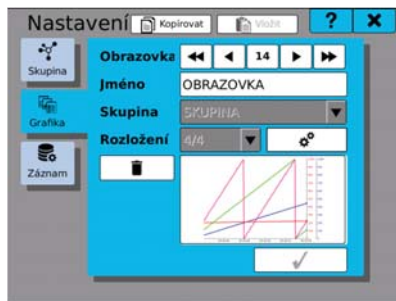 Nastavení Kopírovat Vložit ? X
Skupina
Grafika
Záznam
Obrazovka 14
Jméno OBRAZOVKA
Skupina SKUPINA
Rozložení 4/4